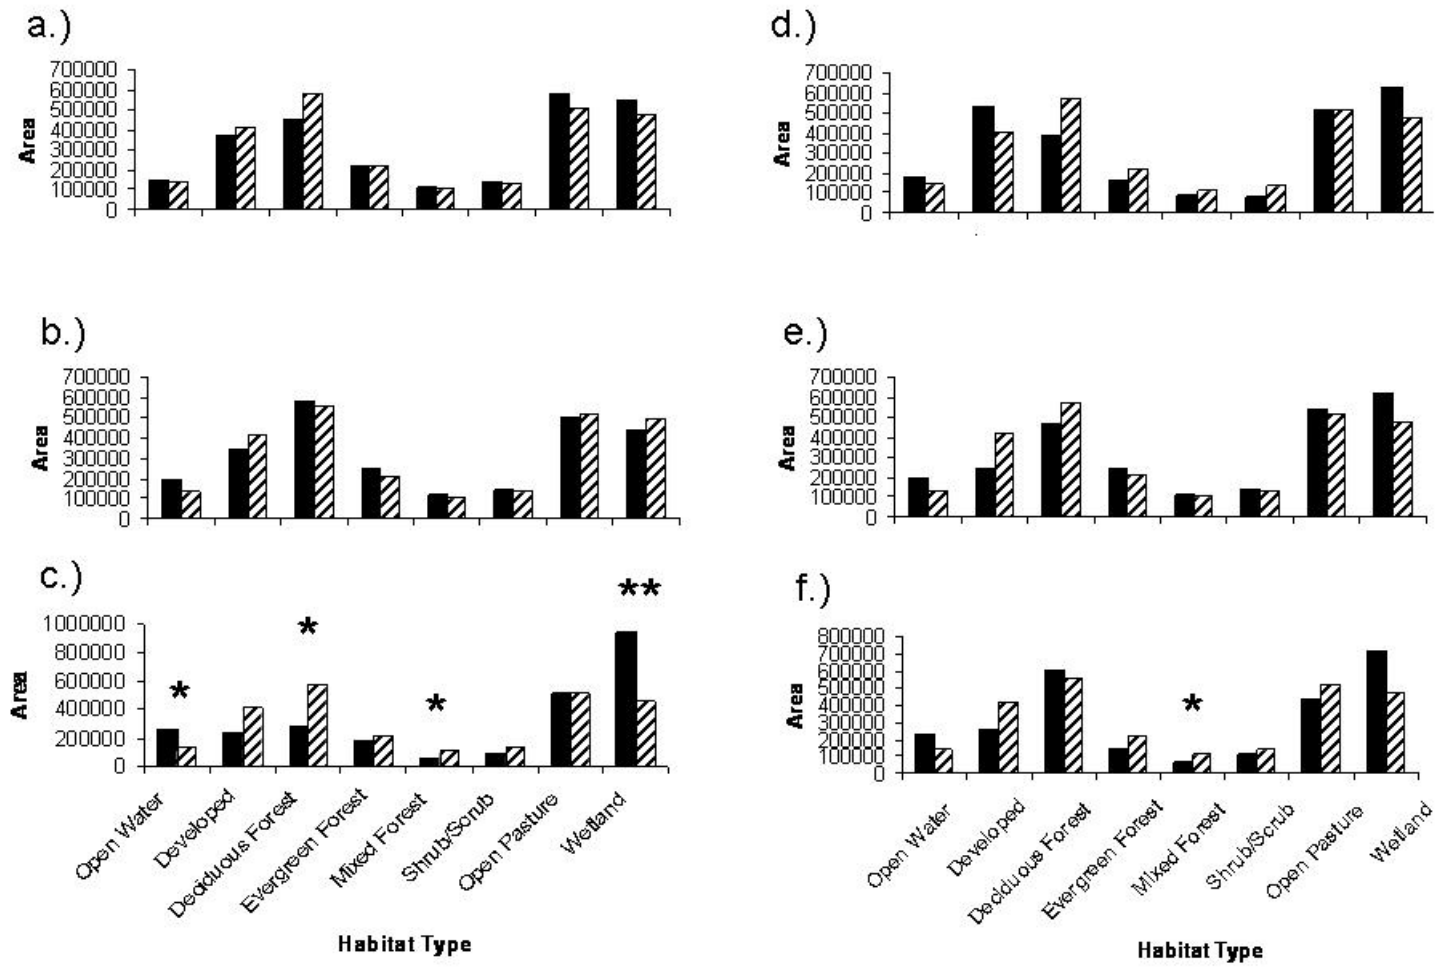 a.)
700000
600000
500000
400000
300000
200000
100000
0
Area
d.)
700000
600000
500000
400000
300000
200000
100000
0
Area
b.)
700000
600000
500000
400000
300000
200000
100000
0
Area
e.)
700000
600000
500000
400000
300000
200000
100000
0
Area
c.)
1000000
800000
600000
400000
200000
0
Area
*
*
*
**
Open Water
Developed
Deciduous Forest
Evergreen Forest
Mixed Forest
Shrub/Scrub
Open Pasture
Wetland
Habitat Type
f.)
800000
700000
600000
500000
400000
300000
200000
100000
0
Area
*
Open Water
Developed
Deciduous Forest
Evergreen Forest
Mixed Forest
Shrub/Scrub
Open Pasture
Wetland
Habitat Type